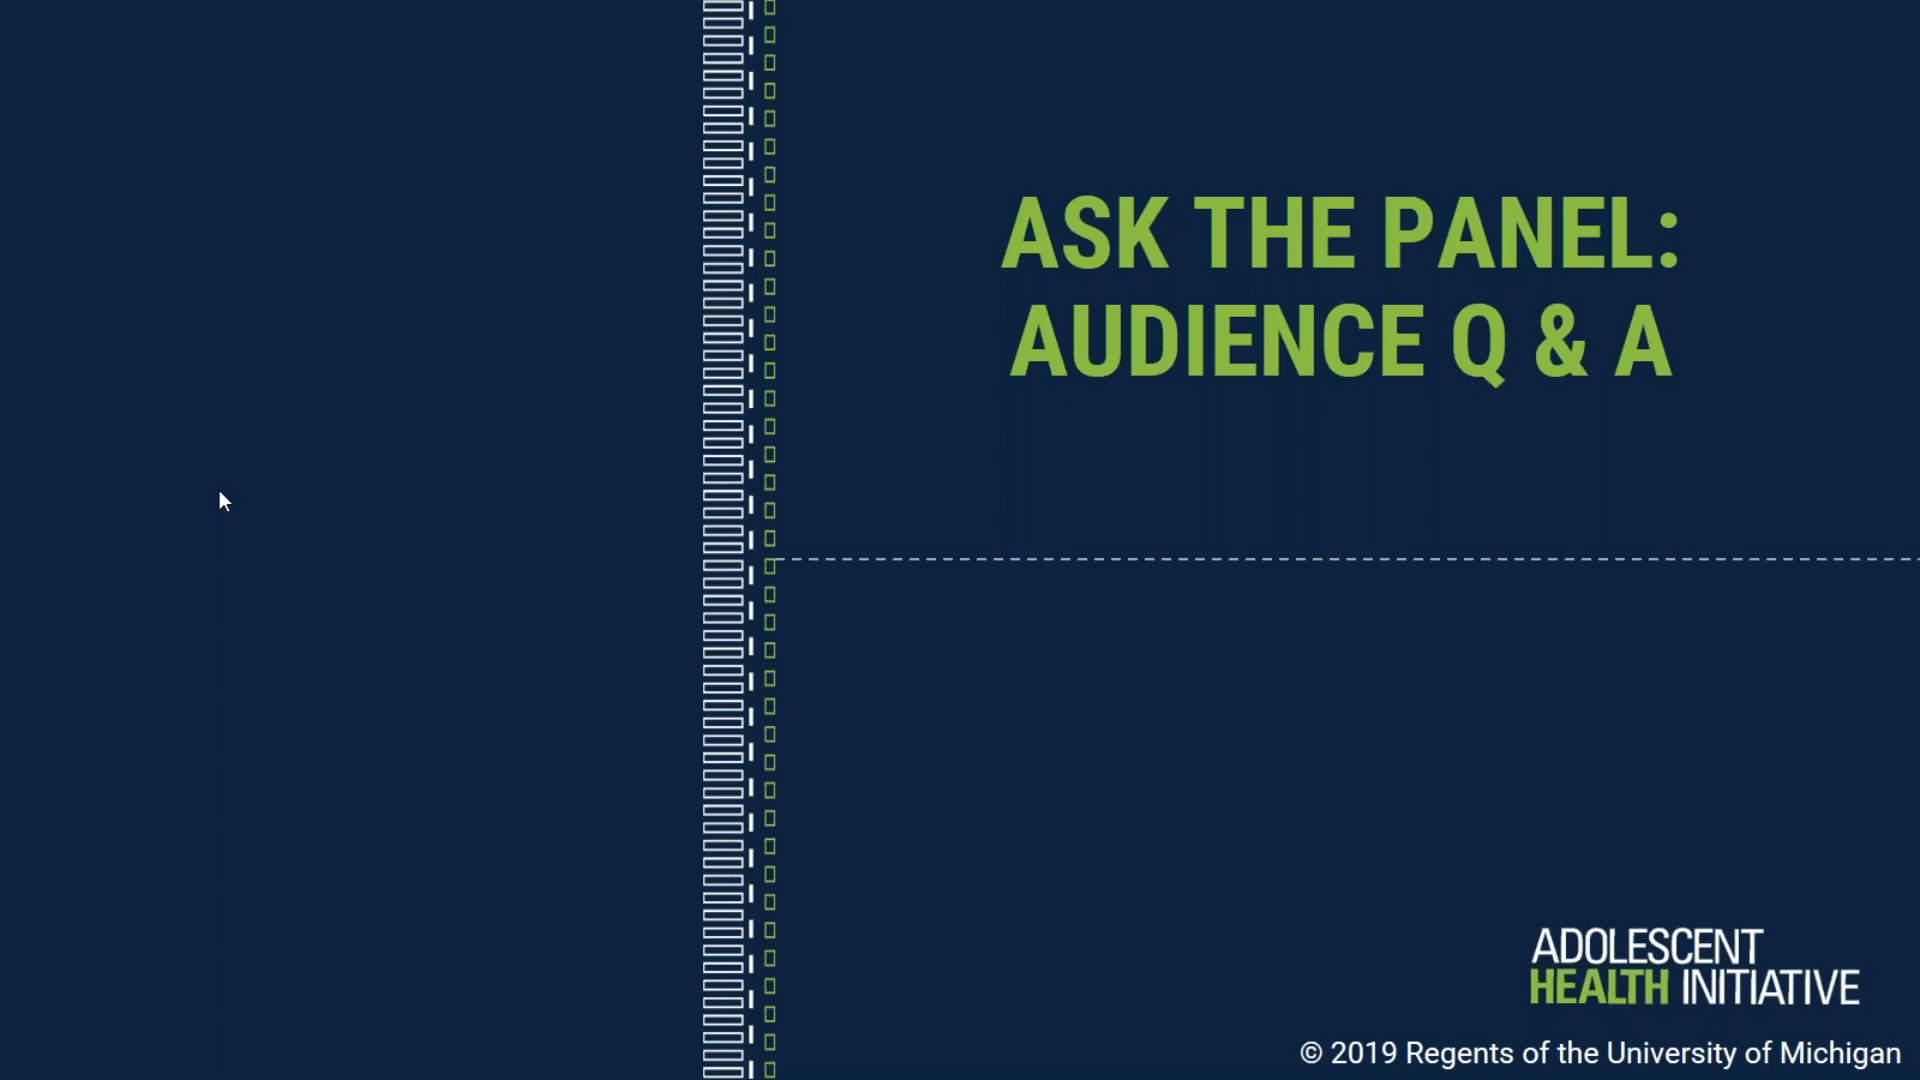 ASK THE PANEL:
AUDIENCE Q & A
ADOLESCENT
HEALTH INITIATIVE
© 2019 Regents of the University of Michigan